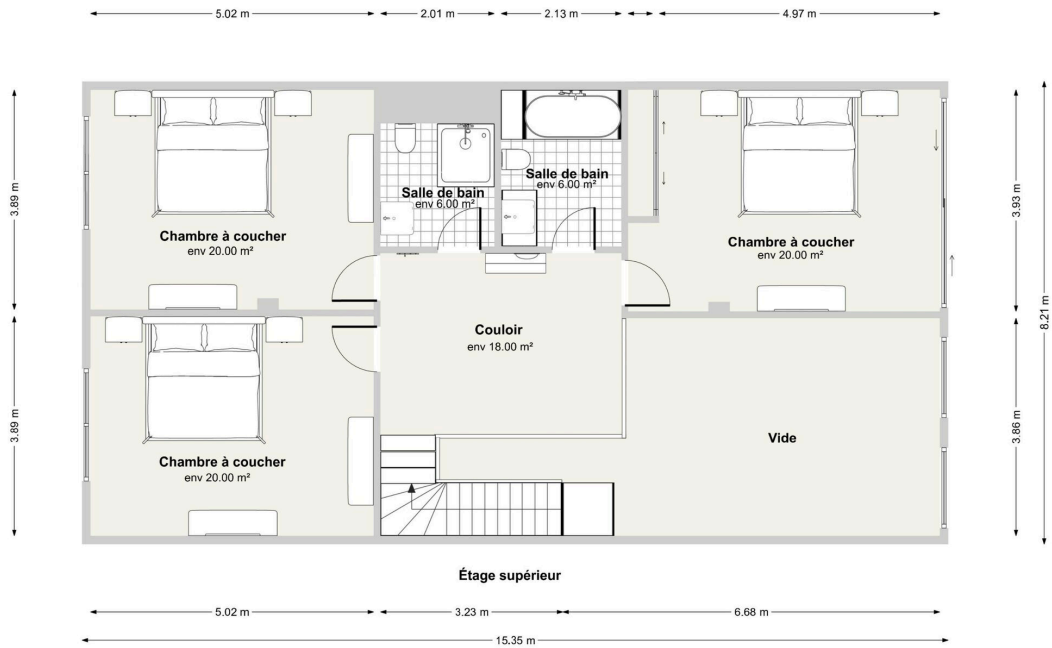 5.02 m
2.01 m
2.13 m
4.97 m
3.89 m
3.93 m
8.21 m
Salle de bain
env 6.00 m²
Salle de bain
env 6.00 m²
Chambre à coucher
env 20.00 m²
Chambre à coucher
env 20.00 m²
Couloir
env 18.00 m²
3.89 m
3.86 m
Vide
Chambre à coucher
env 20.00 m²
Étage supérieur
5.02 m
3.23 m
6.68 m
15.35 m